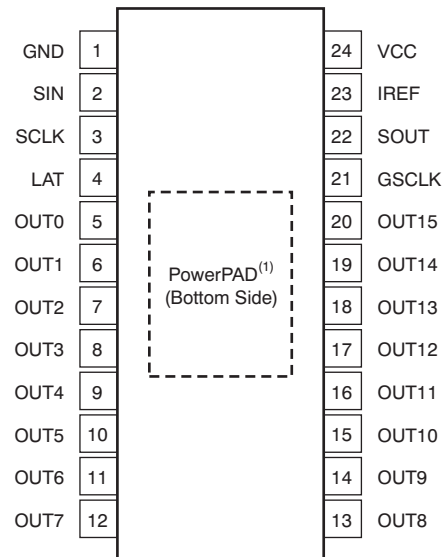 GND 1 24 VCC
SIN 2 23 IREF
SCLK 3 22 SOUT
LAT 4 21 GSCLK
OUT0 5 20 OUT15
OUT1 6 19 OUT14
PowerPAD(1)
(Bottom Side)
OUT2 7 18 OUT13
OUT3 8 17 OUT12
OUT4 9 16 OUT11
OUT5 10 15 OUT10
OUT6 11 14 OUT9
OUT7 12 13 OUT8